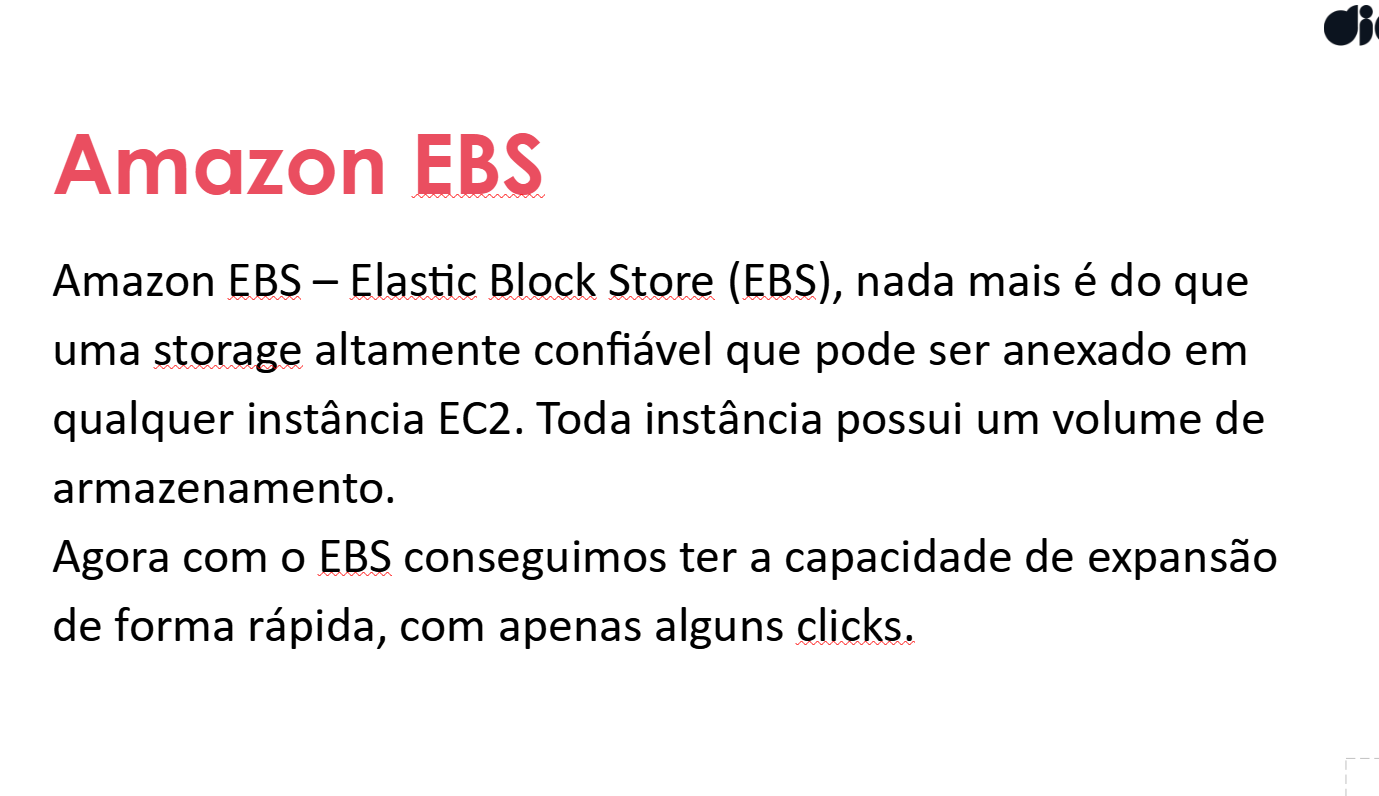 Amazon EBS
Amazon EBS – Elastic Block Store (EBS), nada mais é do que
uma storage altamente confiável que pode ser anexado em
qualquer instância EC2. Toda instância possui um volume de
armazenamento.
Agora com o EBS conseguimos ter a capacidade de expansão
de forma rápida, com apenas alguns clicks.